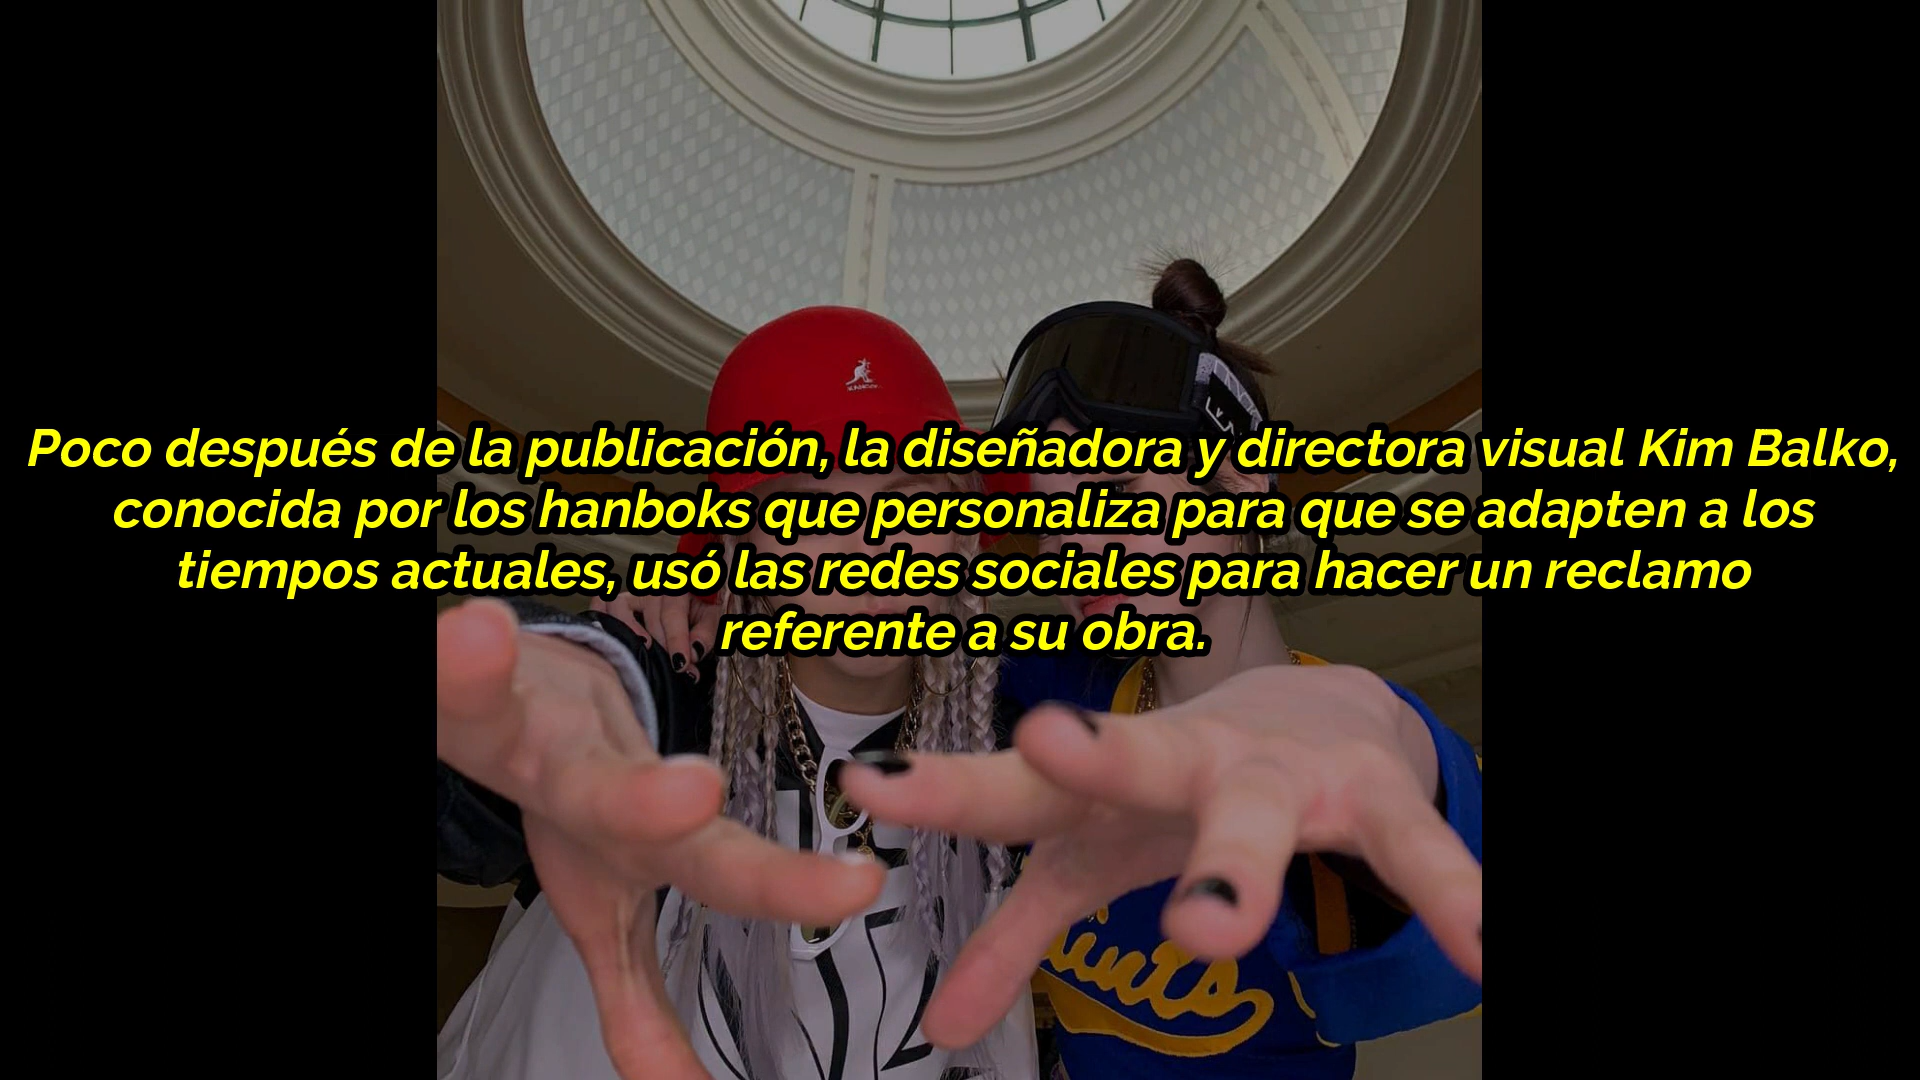 Poco después de la publicación, la diseñadora y directora visual Kim Balko,
conocida por los hanboks que personaliza para que se adapten a los
tiempos actuales, usó las redes sociales para hacer un reclamo
referente a su obra.